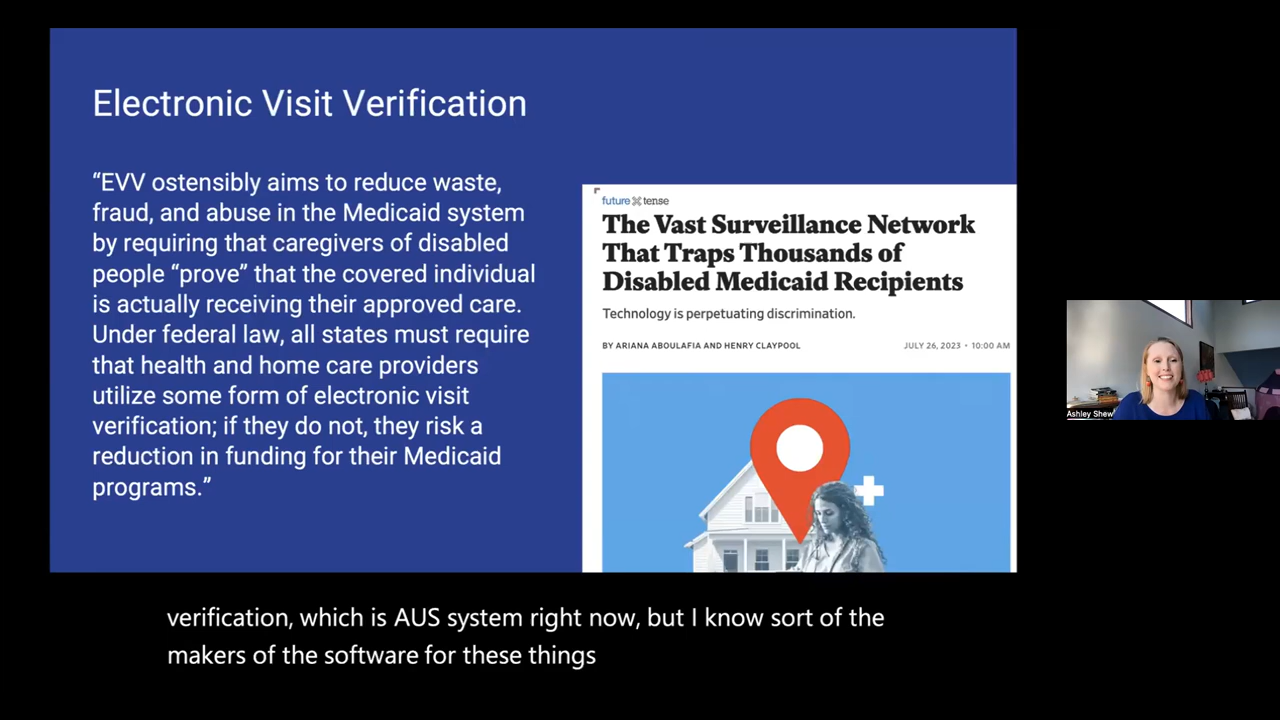 Electronic Visit Verification
“EVV ostensibly aims to reduce waste,
fraud, and abuse in the Medicaid system
by requiring that caregivers of disabled
people “prove” that the covered individual
is actually receiving their approved care.
Under federal law, all states must require
that health and home care providers
utilize some form of electronic visit
verification; if they do not, they risk a
reduction in funding for their Medicaid
programs.”
future tense
The Vast Surveillance Network
That Traps Thousands of
Disabled Medicaid Recipients
Technology is perpetuating discrimination.
BY ARIANA ABOULAFIA AND HENRY CLAYPOOL
JULY 26, 2023 • 10:00 AM
Ashley Shew
verification, which is AUS system right now, but I know sort of the
makers of the software for these things